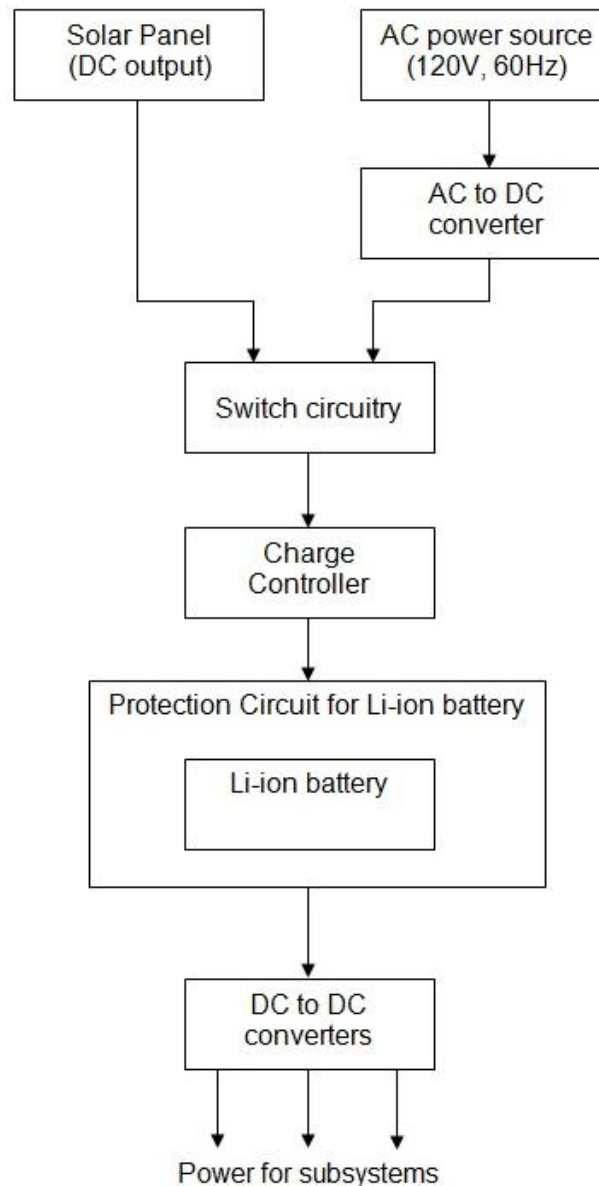 Solar Panel
(DC output)
AC power source
(120V, 60Hz)
AC to DC
converter
Switch circuitry
Charge
Controller
Protection Circuit for Li-ion battery
Li-ion battery
DC to DC
converters
Power for subsystems